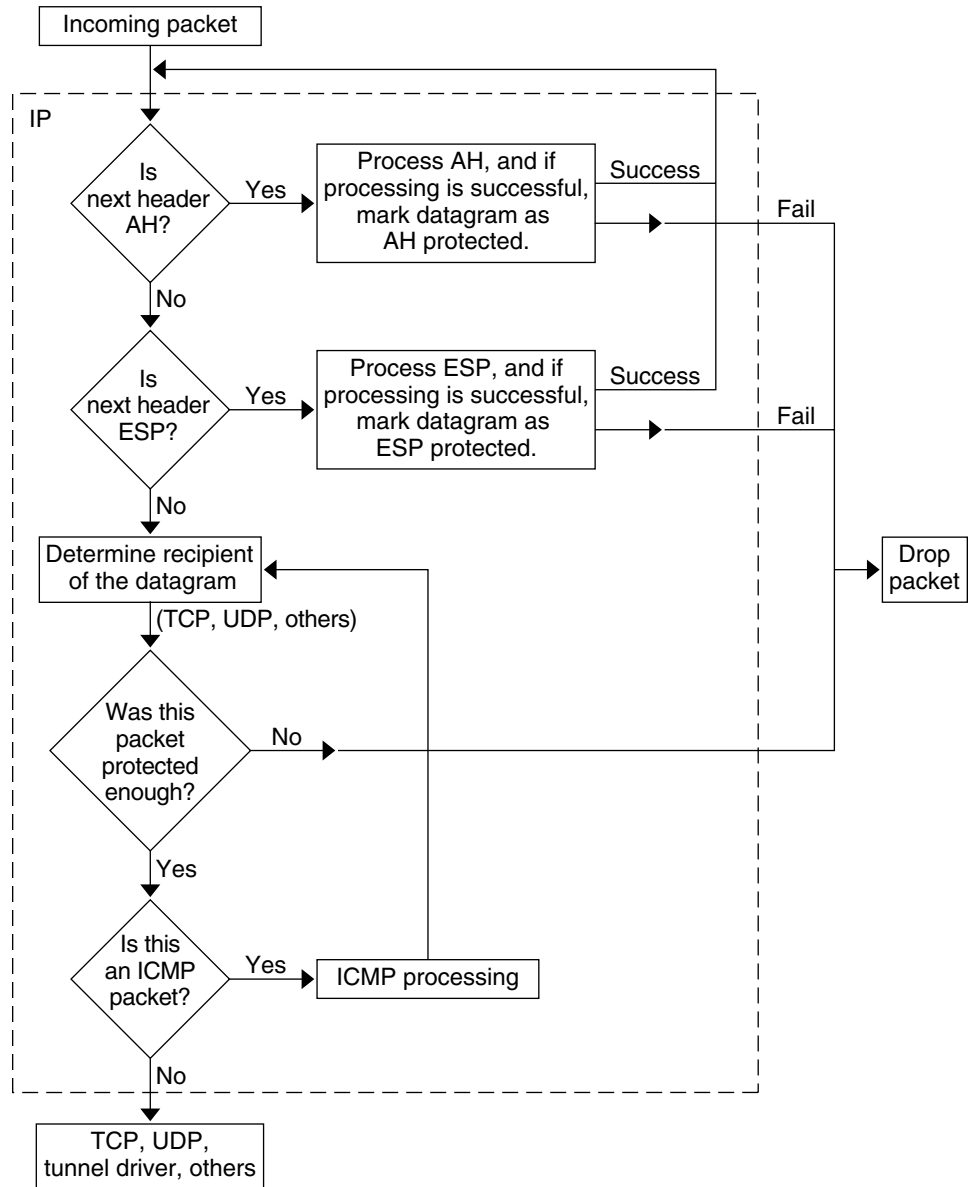 Incoming packet
IP
Is
next header
AH?
Yes
Process AH, and if
processing is successful,
mark datagram as
AH protected.
Success
Fail
No
Is
next header
ESP?
Yes
Process ESP, and if
processing is successful,
mark datagram as
ESP protected.
Success
Fail
No
Determine recipient
of the datagram
Drop
packet
(TCP, UDP, others)
Was this
packet
protected
enough?
No
Yes
Is this
an ICMP
packet?
Yes
ICMP processing
No
TCP, UDP,
tunnel driver, others